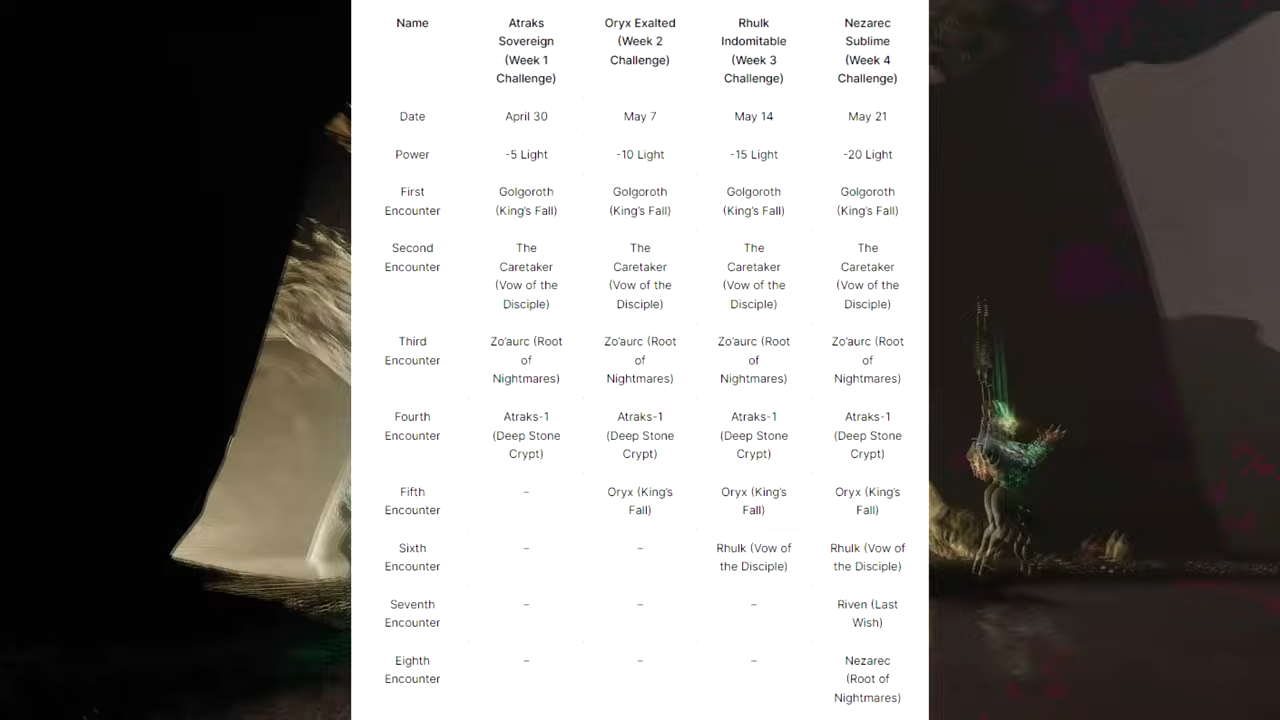 Name Atraks Oryx Exalted Rhulk Nezarec
Sovereign (Week 2 Indomitable Sublime
(Week 1 Challenge) (Week 3 (Week 4
Challenge) Challenge) Challenge)
Date April 30 May 7 May 14 May 21
Power -5 Light -10 Light -15 Light -20 Light
First Golgoroth Golgoroth Golgoroth Golgoroth
Encounter (King's Fall) (King's Fall) (King's Fall) (King's Fall)
Second The The The The
Encounter Caretaker Caretaker Caretaker Caretaker
(Vow of the (Vow of the (Vow of the (Vow of the
Disciple) Disciple) Disciple) Disciple)
Third Zo'aurc (Root Zo'aurc (Root Zo'aurc (Root Zo'aurc (Root
Encounter of of of of
Nightmares) Nightmares) Nightmares) Nightmares)
Fourth Atraks-1 Atraks-1 Atraks-1 Atraks-1
Encounter (Deep Stone (Deep Stone (Deep Stone (Deep Stone
Crypt) Crypt) Crypt) Crypt)
Fifth – Oryx (King's Oryx (King's Oryx (King's
Encounter Fall) Fall) Fall)
Sixth – – Rhulk (Vow of Rhulk (Vow of
Encounter the Disciple) the Disciple)
Seventh – – – Riven (Last
Encounter Wish)
Eighth – – – Nezarec
Encounter (Root of
Nightmares)